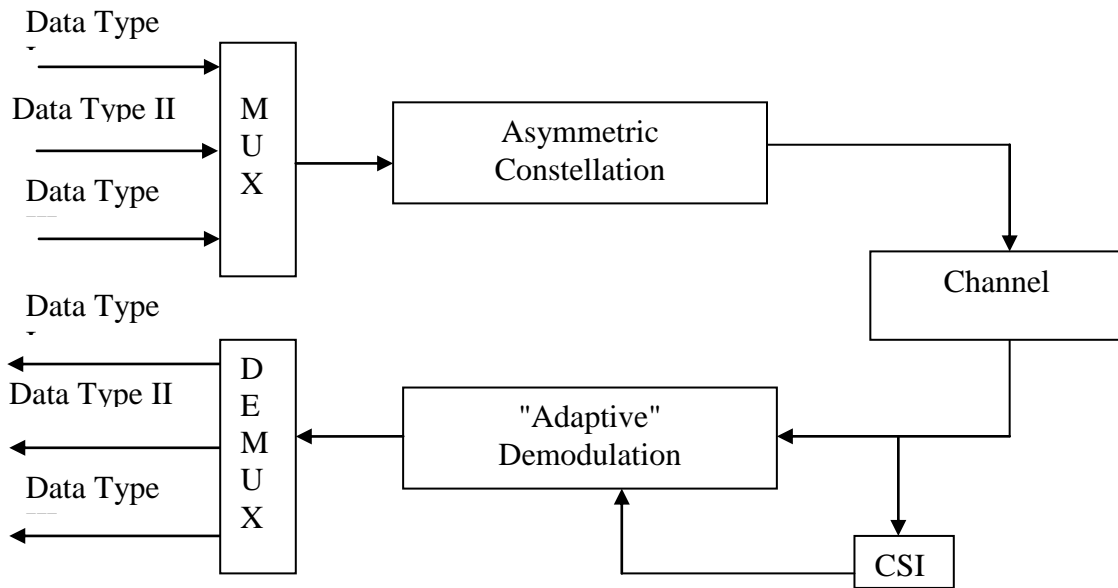 Data Type
Data Type II
Data Type
M
U
X
Asymmetric
Constellation
Channel
Data Type
Data Type II
Data Type
D
E
M
U
X
"Adaptive"
Demodulation
CSI